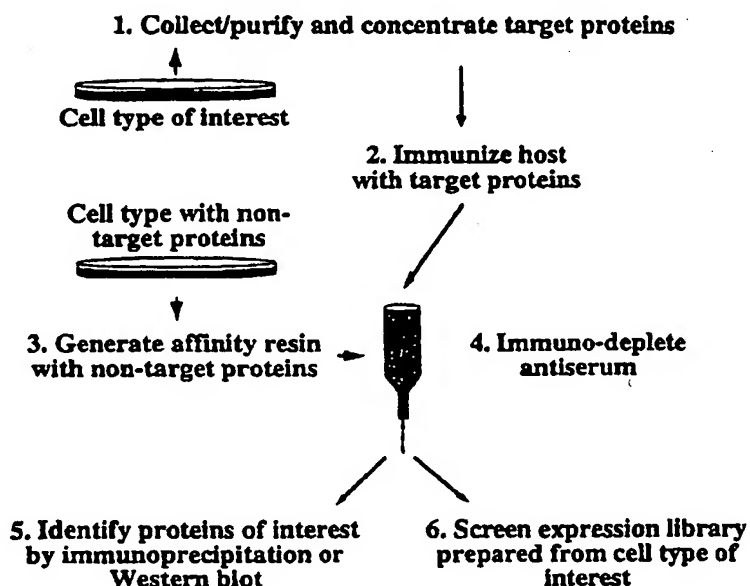 1. Collect/purify and concentrate target proteins
Cell type of interest
2. Immunize host
with target proteins
Cell type with non-
target proteins
3. Generate affinity resin
with non-target proteins
4. Immuno-deplete
antiserum
5. Identify proteins of interest
by immunoprecipitation or
Western blot
6. Screen expression library
prepared from cell type of
interest